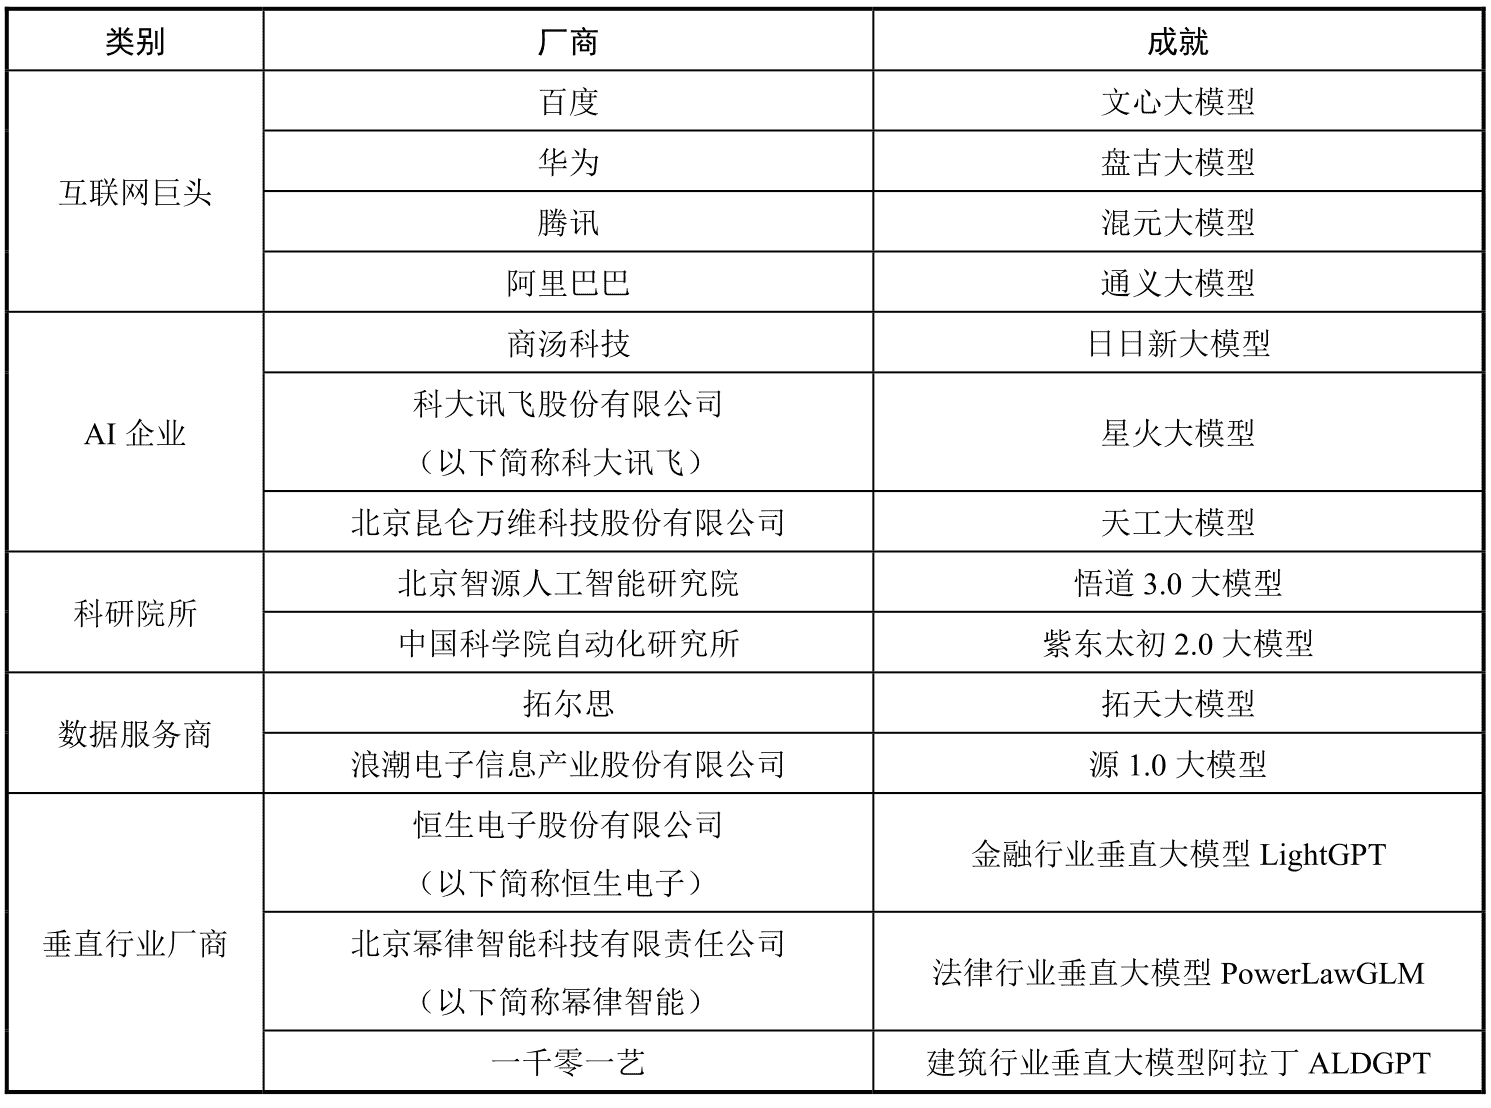 类别 厂商 成就
互联网巨头
百度 文心大模型
华为 盘古大模型
腾讯 混元大模型
阿里巴巴 通义大模型
AI 企业
商汤科技 日日新大模型
科大讯飞股份有限公司
（以下简称科大讯飞）
星火大模型
北京昆仑万维科技股份有限公司 天工大模型
科研院所
北京智源人工智能研究院 悟道 3.0 大模型
中国科学院自动化研究所 紫东太初 2.0 大模型
数据服务商
拓尔思 拓天大模型
浪潮电子信息产业股份有限公司 源 1.0 大模型
垂直行业厂商
恒生电子股份有限公司
（以下简称恒生电子）
金融行业垂直大模型 LightGPT
北京幂律智能科技有限责任公司
（以下简称幂律智能）
法律行业垂直大模型 PowerLawGLM
一千零一艺 建筑行业垂直大模型阿拉丁 ALDGPT